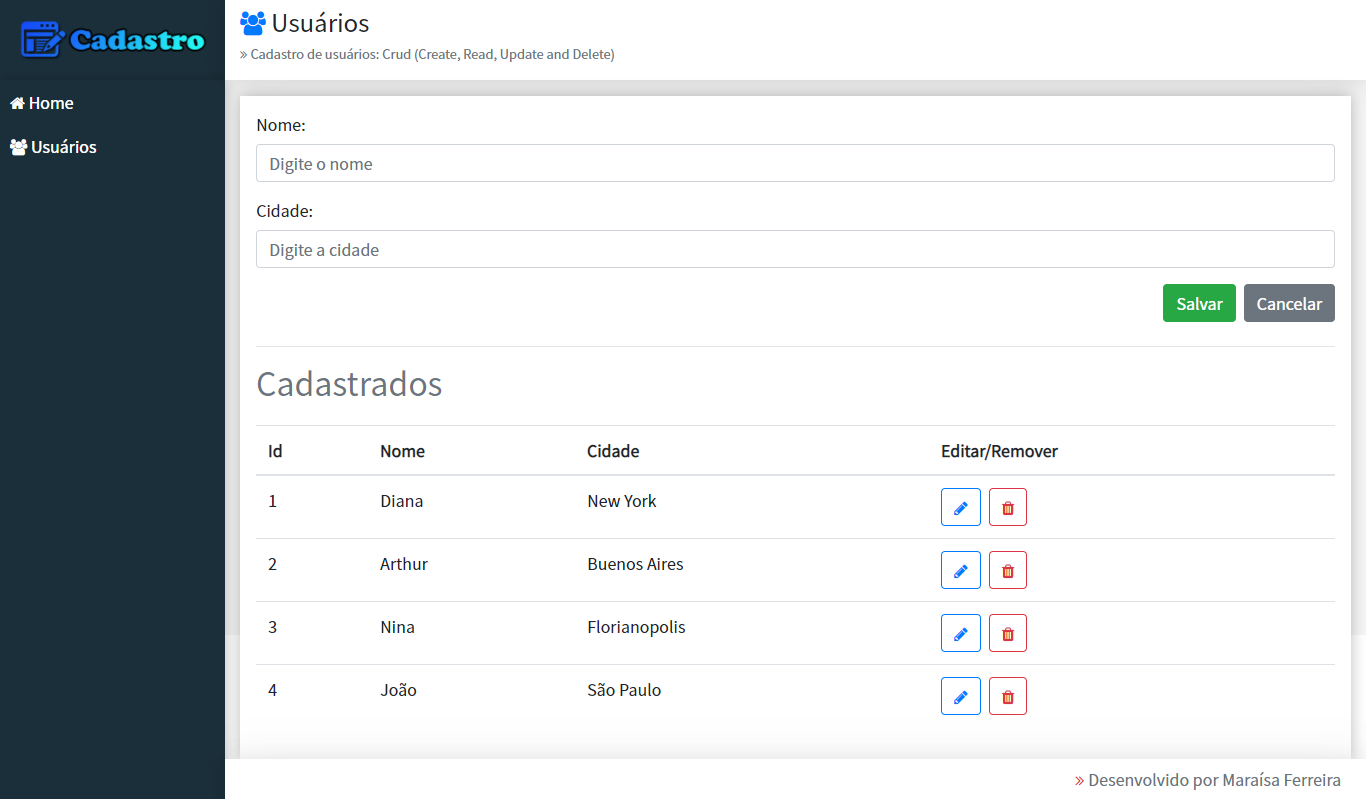 Cadastro
Home
Usuários
Usuários
» Cadastro de usuários: Crud (Create, Read, Update and Delete)
Nome:
Digite o nome
Cidade:
Digite a cidade
Salvar Cancelar
Cadastrados
Id Nome Cidade Editar/Remover
1 Diana New York
2 Arthur Buenos Aires
3 Nina Florianopolis
4 João São Paulo
» Desenvolvido por Maraísa Ferreira